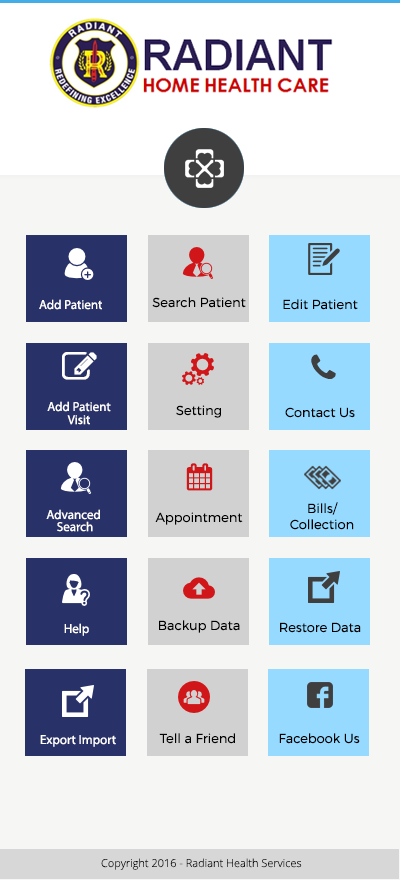 RADIANT
REDEFINING EXCELLENCE
R
RADIANT
HOME HEALTH CARE
Add Patient
Search Patient
Edit Patient
Add Patient
Visit
Setting
Contact Us
Advanced
Search
Appointment
Bills/
Collection
Help
Backup Data
Restore Data
Export Import
Tell a Friend
Facebook Us
Copyright 2016 - Radiant Health Services